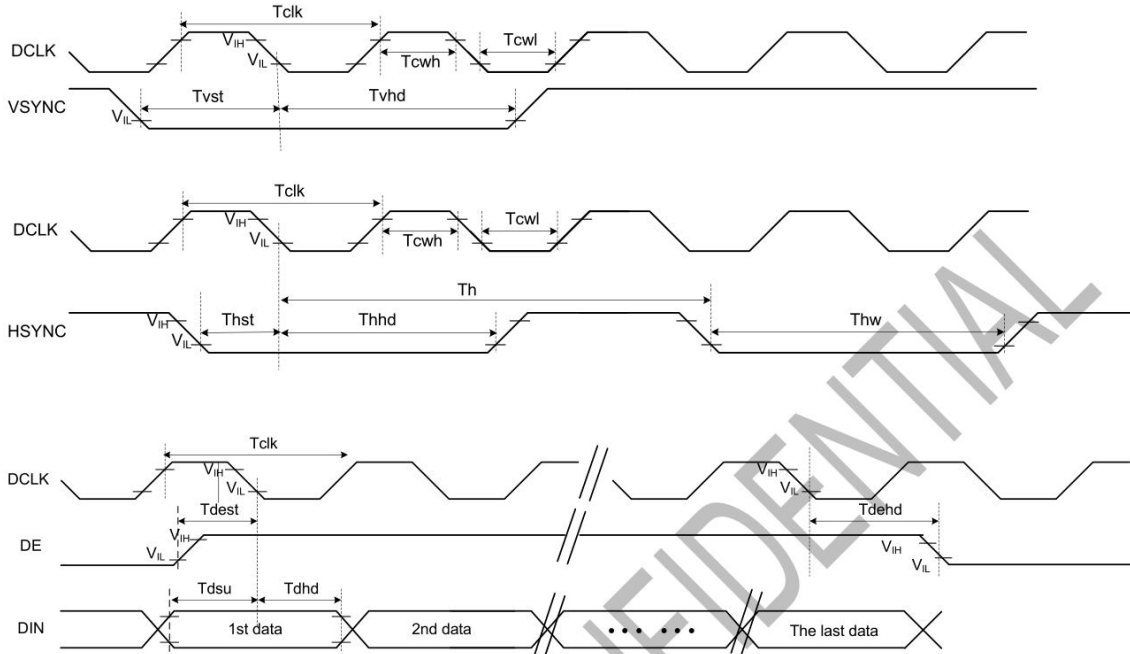 Tclk
DCLK
VIH
VIL
Tcwh
Tcwl
VSYNC
VIL
Tvst
Tvhd
Tclk
DCLK
VIH
VIL
Tcwh
Tcwl
Th
HSYNC
VIH
VIL
Thst
Thhd
Thw
Tclk
DCLK
VIH
VIL
VIH
VIL
Tdest
Tdehd
DE
VIH
VIL
VIH
VIL
Tdsu
Tdhd
DIN
1st data
2nd data
••• •••
The last data